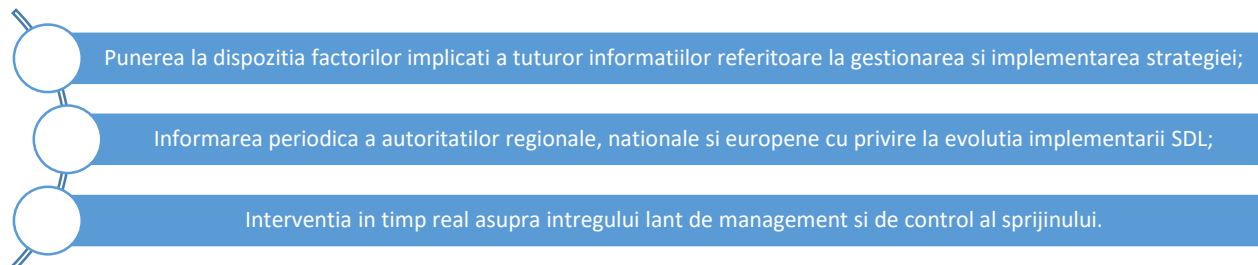 Punerea la dispozitia factorilor implicati a tuturor informatiilor referitoare la gestionarea si implementarea strategiei;
Informarea periodica a autoritatilor regionale, nationale si europene cu privire la evolutia implementarii SDL;
Interventia in timp real asupra intregului lant de management si de control al sprijinului.